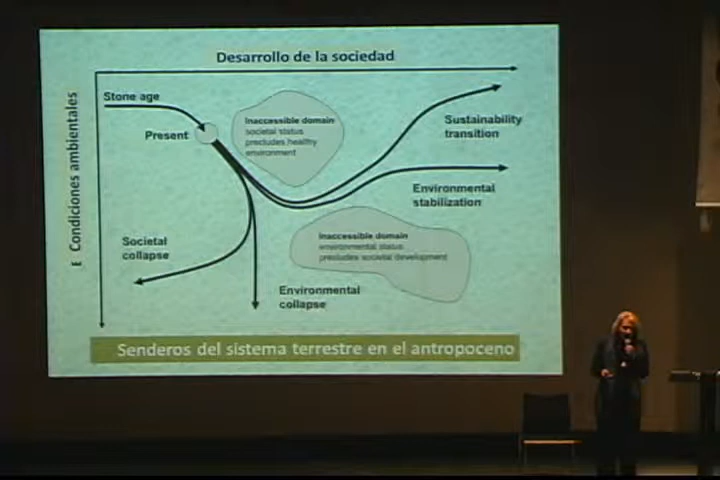 Desarrollo de la sociedad
E Condiciones ambientales
Stone age
Present
Inaccessible domain
societal status
precludes healthy
environment
Sustainability
transition
Environmental
stabilization
Inaccessible domain
environmental status
precludes societal development
Societal
collapse
Environmental
collapse
Senderos del sistema terrestre en el antropoceno